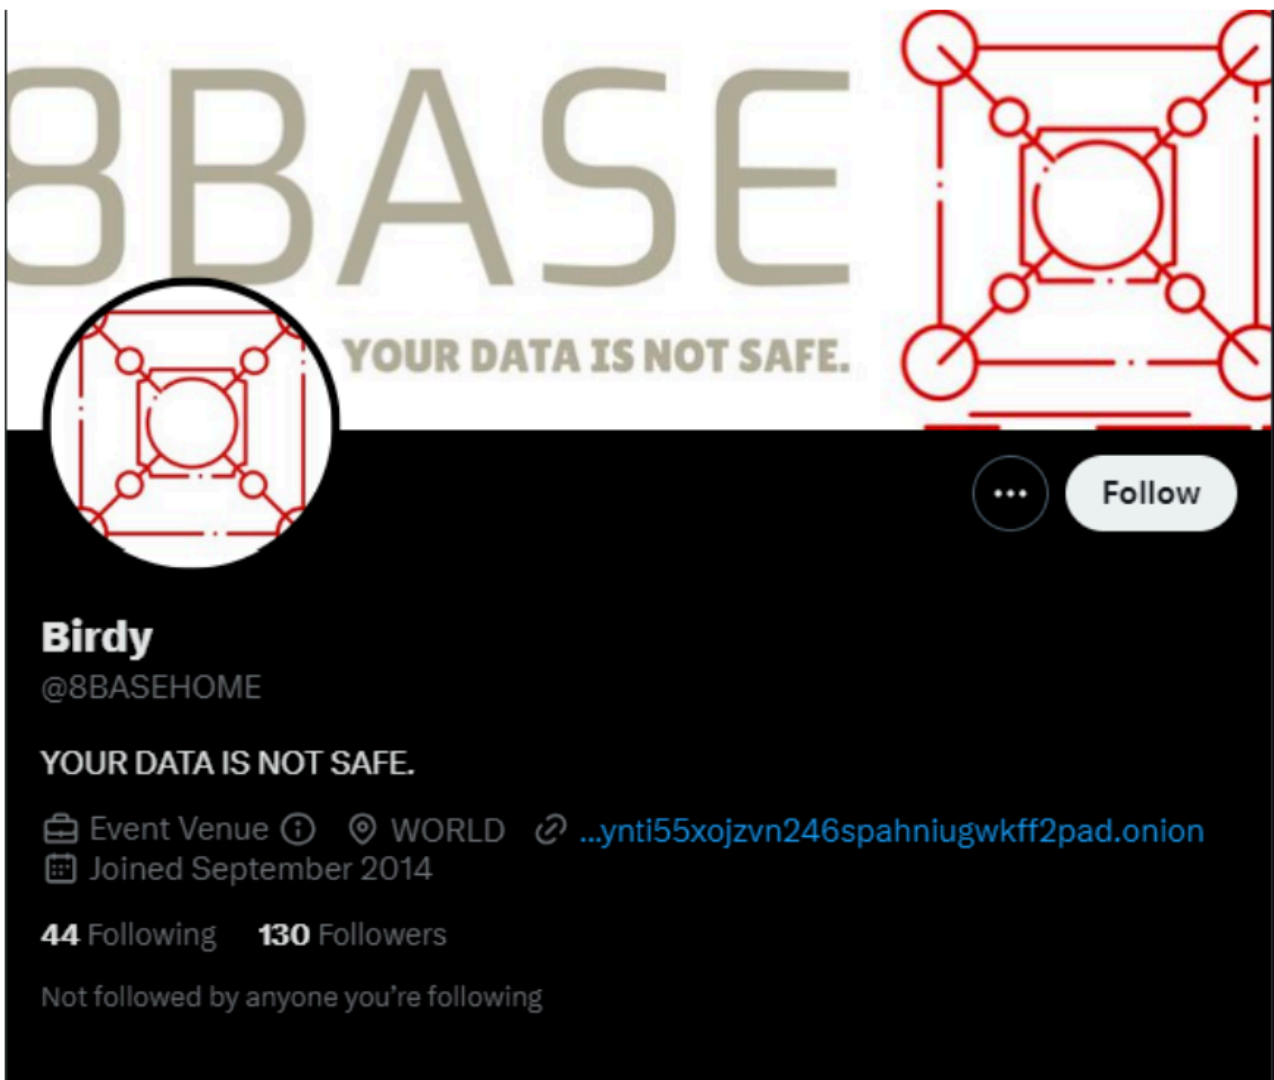 8BASE
YOUR DATA IS NOT SAFE.
Follow
Birdy
@8BASEHOME
YOUR DATA IS NOT SAFE.
Event Venue WORLD ...ynti55xojzvn246spahniugwkff2pad.onion
Joined September 2014
44 Following 130 Followers
Not followed by anyone you’re following